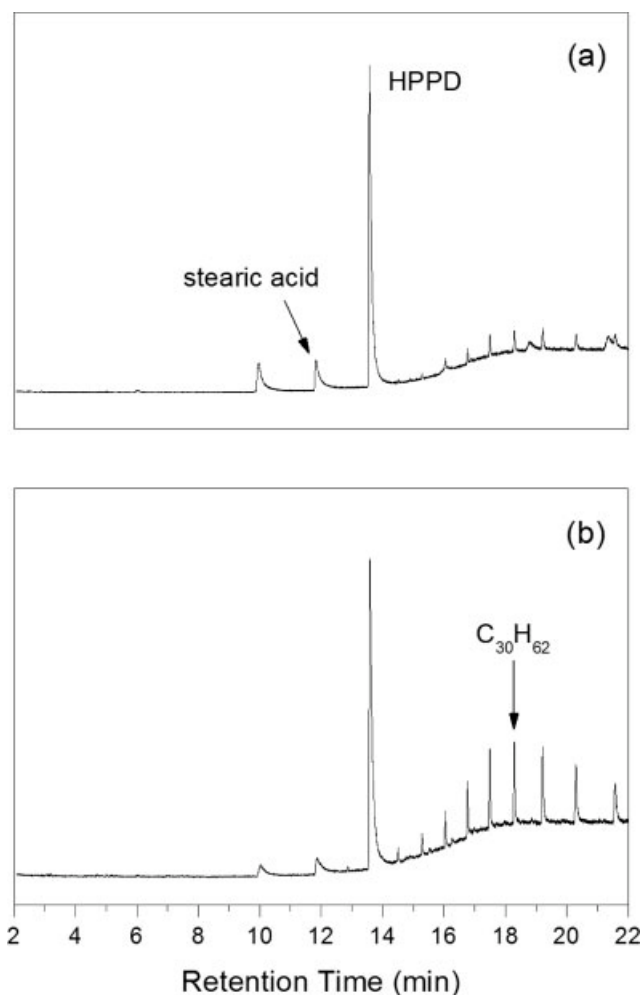 (a)
HPPD
stearic acid
(b)
C₃₀H₆₂
2 4 6 8 10 12 14 16 18 20 22
Retention Time (min)